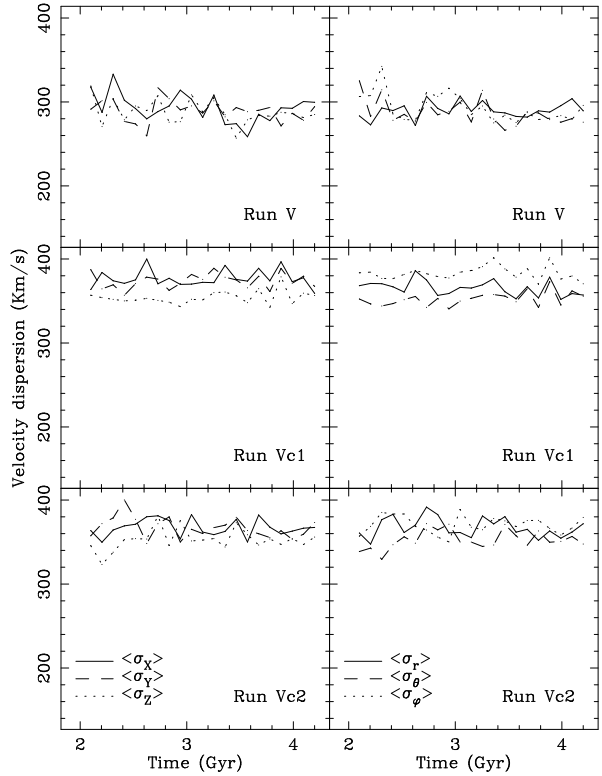 400
300
200
Run V
Run V
400
300
200
Run Vc1
Run Vc1
Velocity dispersion (Km/s)
400
300
200
<σX>
<σY>
<σZ>
Run Vc2
<σr>
<σθ>
<σφ>
Run Vc2
2 3 4 2 3 4
Time (Gyr) Time (Gyr)